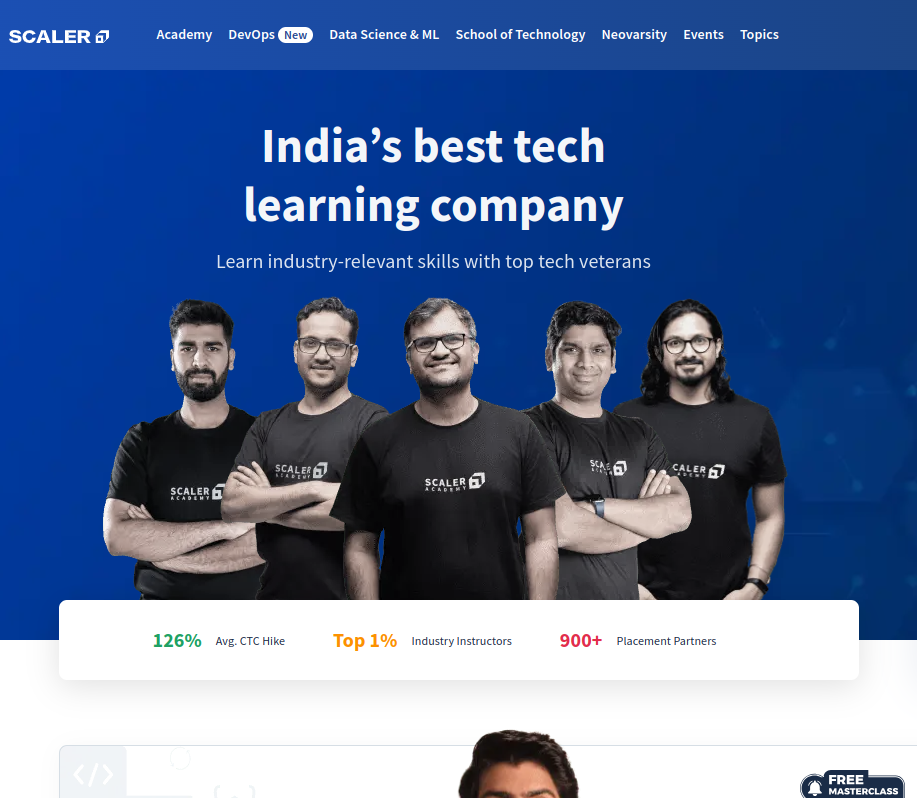 SCALER
Academy DevOps New Data Science & ML School of Technology Neovarsity Events Topics
India’s best tech
learning company
Learn industry-relevant skills with top tech veterans
SCALER
ACADEMY
SCALER
ACADEMY
SCALER
ACADEMY
SCALER
ACADEMY
126% Avg. CTC Hike Top 1% Industry Instructors 900+ Placement Partners
</>
FREE
MASTERCLASS